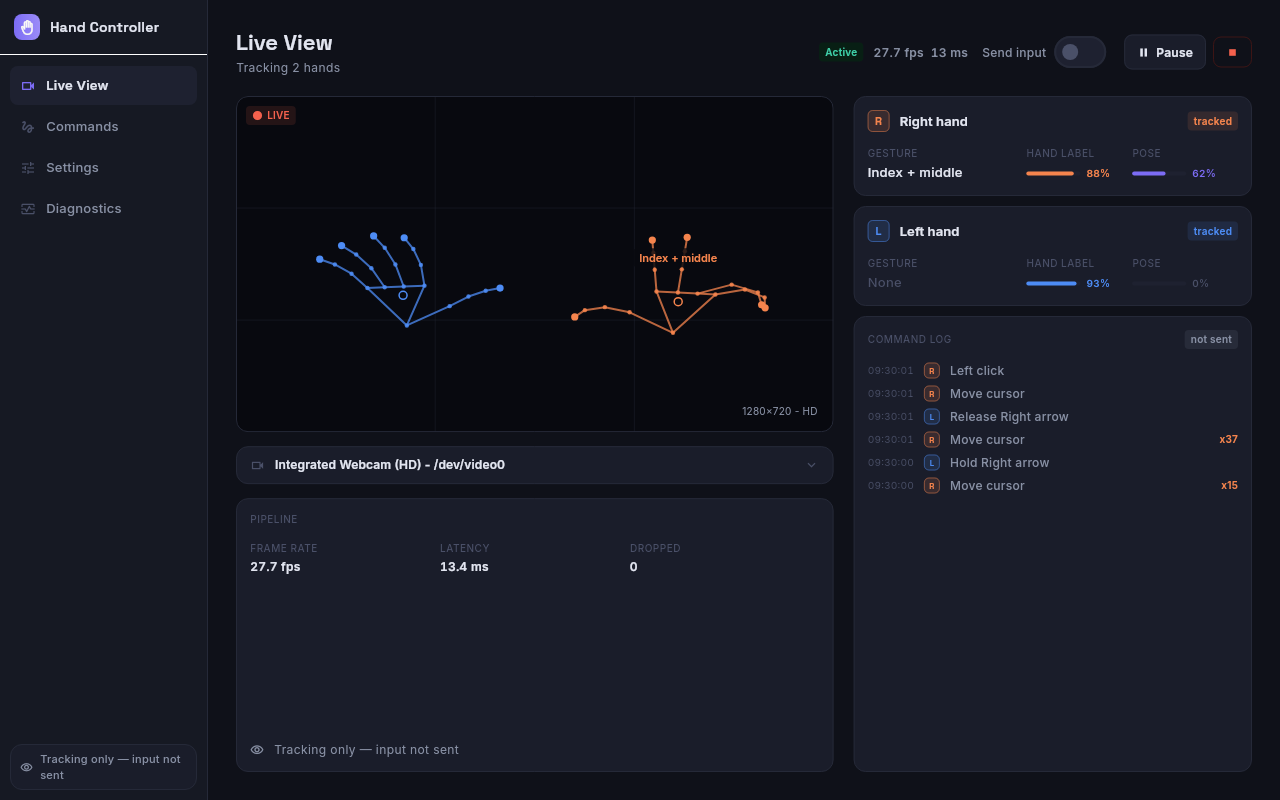 Hand Controller
Live View
Commands
Settings
Diagnostics
Tracking only — input not
sent
Live View
Tracking 2 hands
Active
27.7 fps 13 ms
Send input
Pause
LIVE
Index + middle
1280×720 - HD
Integrated Webcam (HD) - /dev/video0
PIPELINE
FRAME RATE LATENCY DROPPED
27.7 fps 13.4 ms 0
Tracking only — input not sent
R Right hand tracked
GESTURE HAND LABEL POSE
Index + middle 88% 62%
L Left hand tracked
GESTURE HAND LABEL POSE
None 93% 0%
COMMAND LOG not sent
09:30:01 R Left click
09:30:01 R Move cursor
09:30:01 L Release Right arrow
09:30:01 R Move cursor x37
09:30:00 L Hold Right arrow
09:30:00 R Move cursor x15